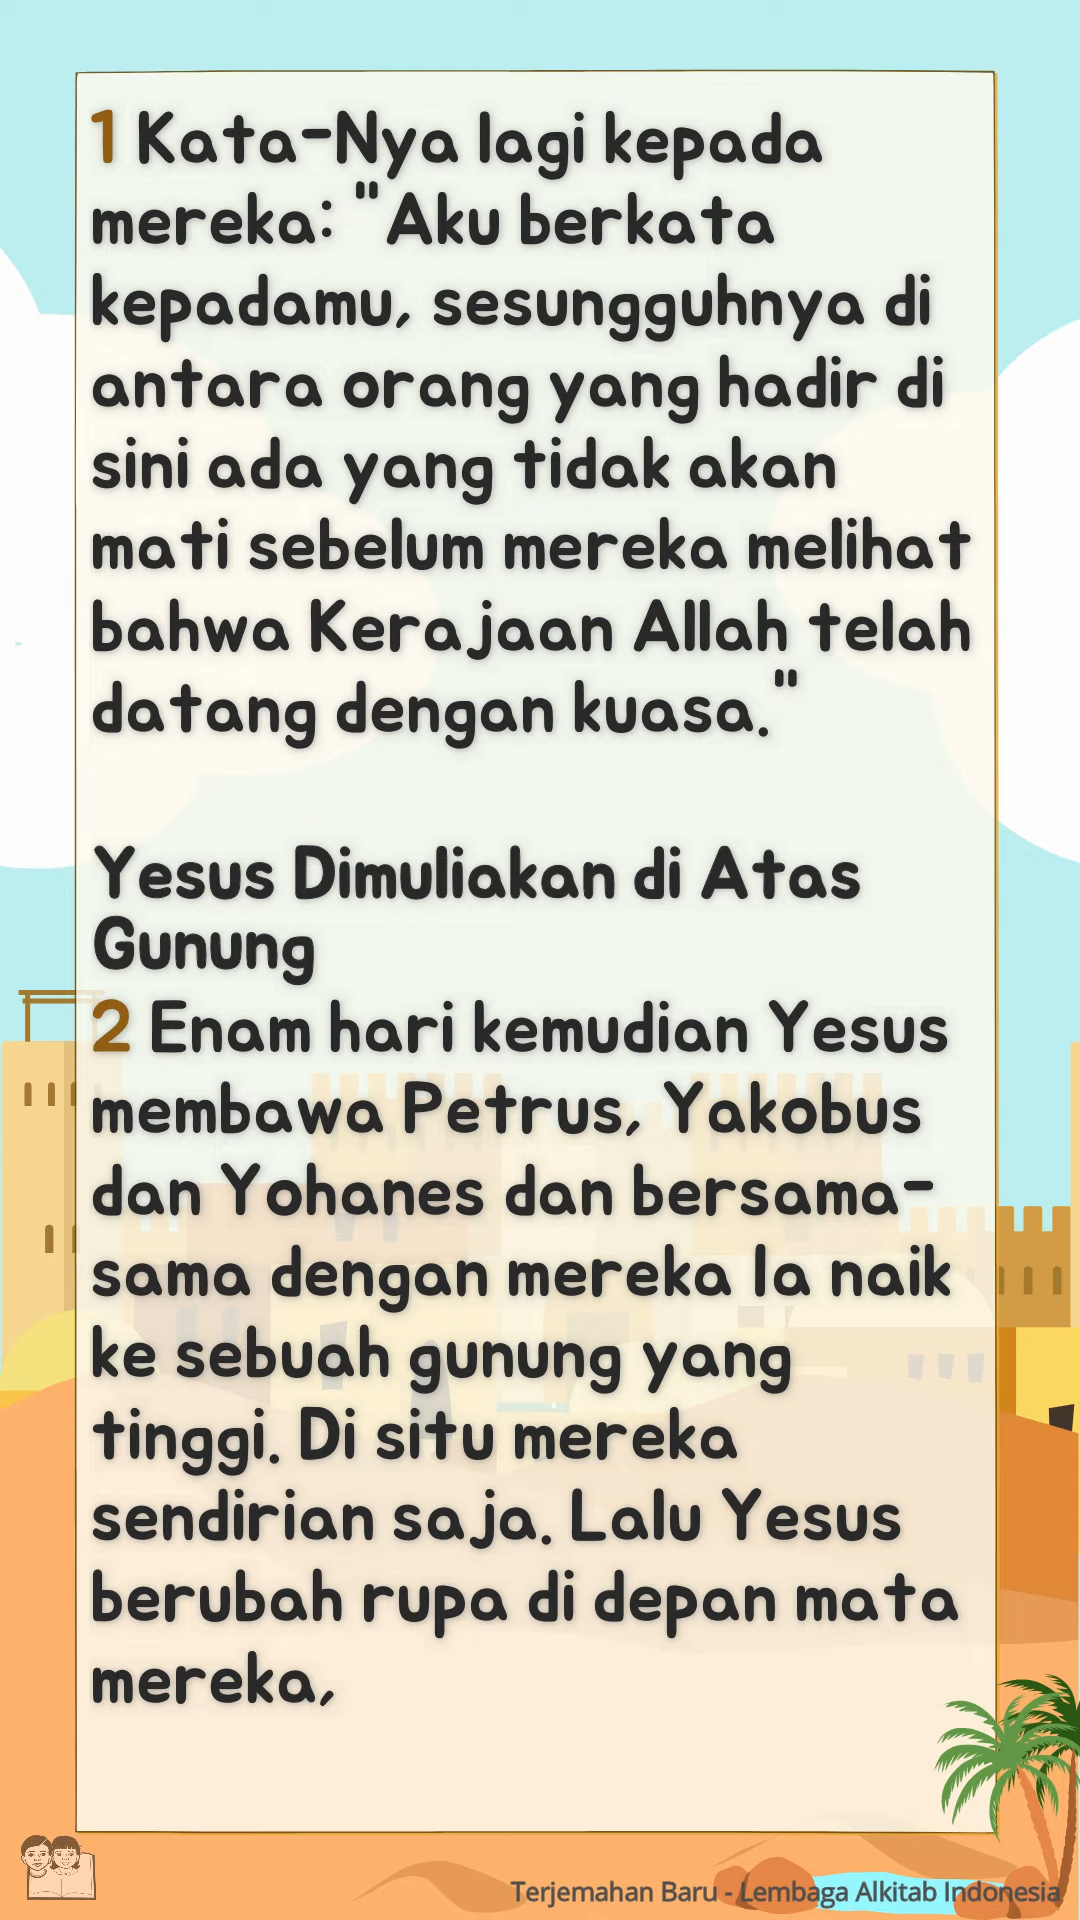 1 Kata-Nya lagi kepada
mereka: "Aku berkata
kepadamu, sesungguhnya di
antara orang yang hadir di
sini ada yang tidak akan
mati sebelum mereka melihat
bahwa Kerajaan Allah telah
datang dengan kuasa."
Yesus Dimuliakan di Atas
Gunung
2 Enam hari kemudian Yesus
membawa Petrus, Yakobus
dan Yohanes dan bersama-
sama dengan mereka Ia naik
ke sebuah gunung yang
tinggi. Di situ mereka
sendirian saja. Lalu Yesus
berubah rupa di depan mata
mereka,
Terjemahan Baru - Lembaga Alkitab Indonesia